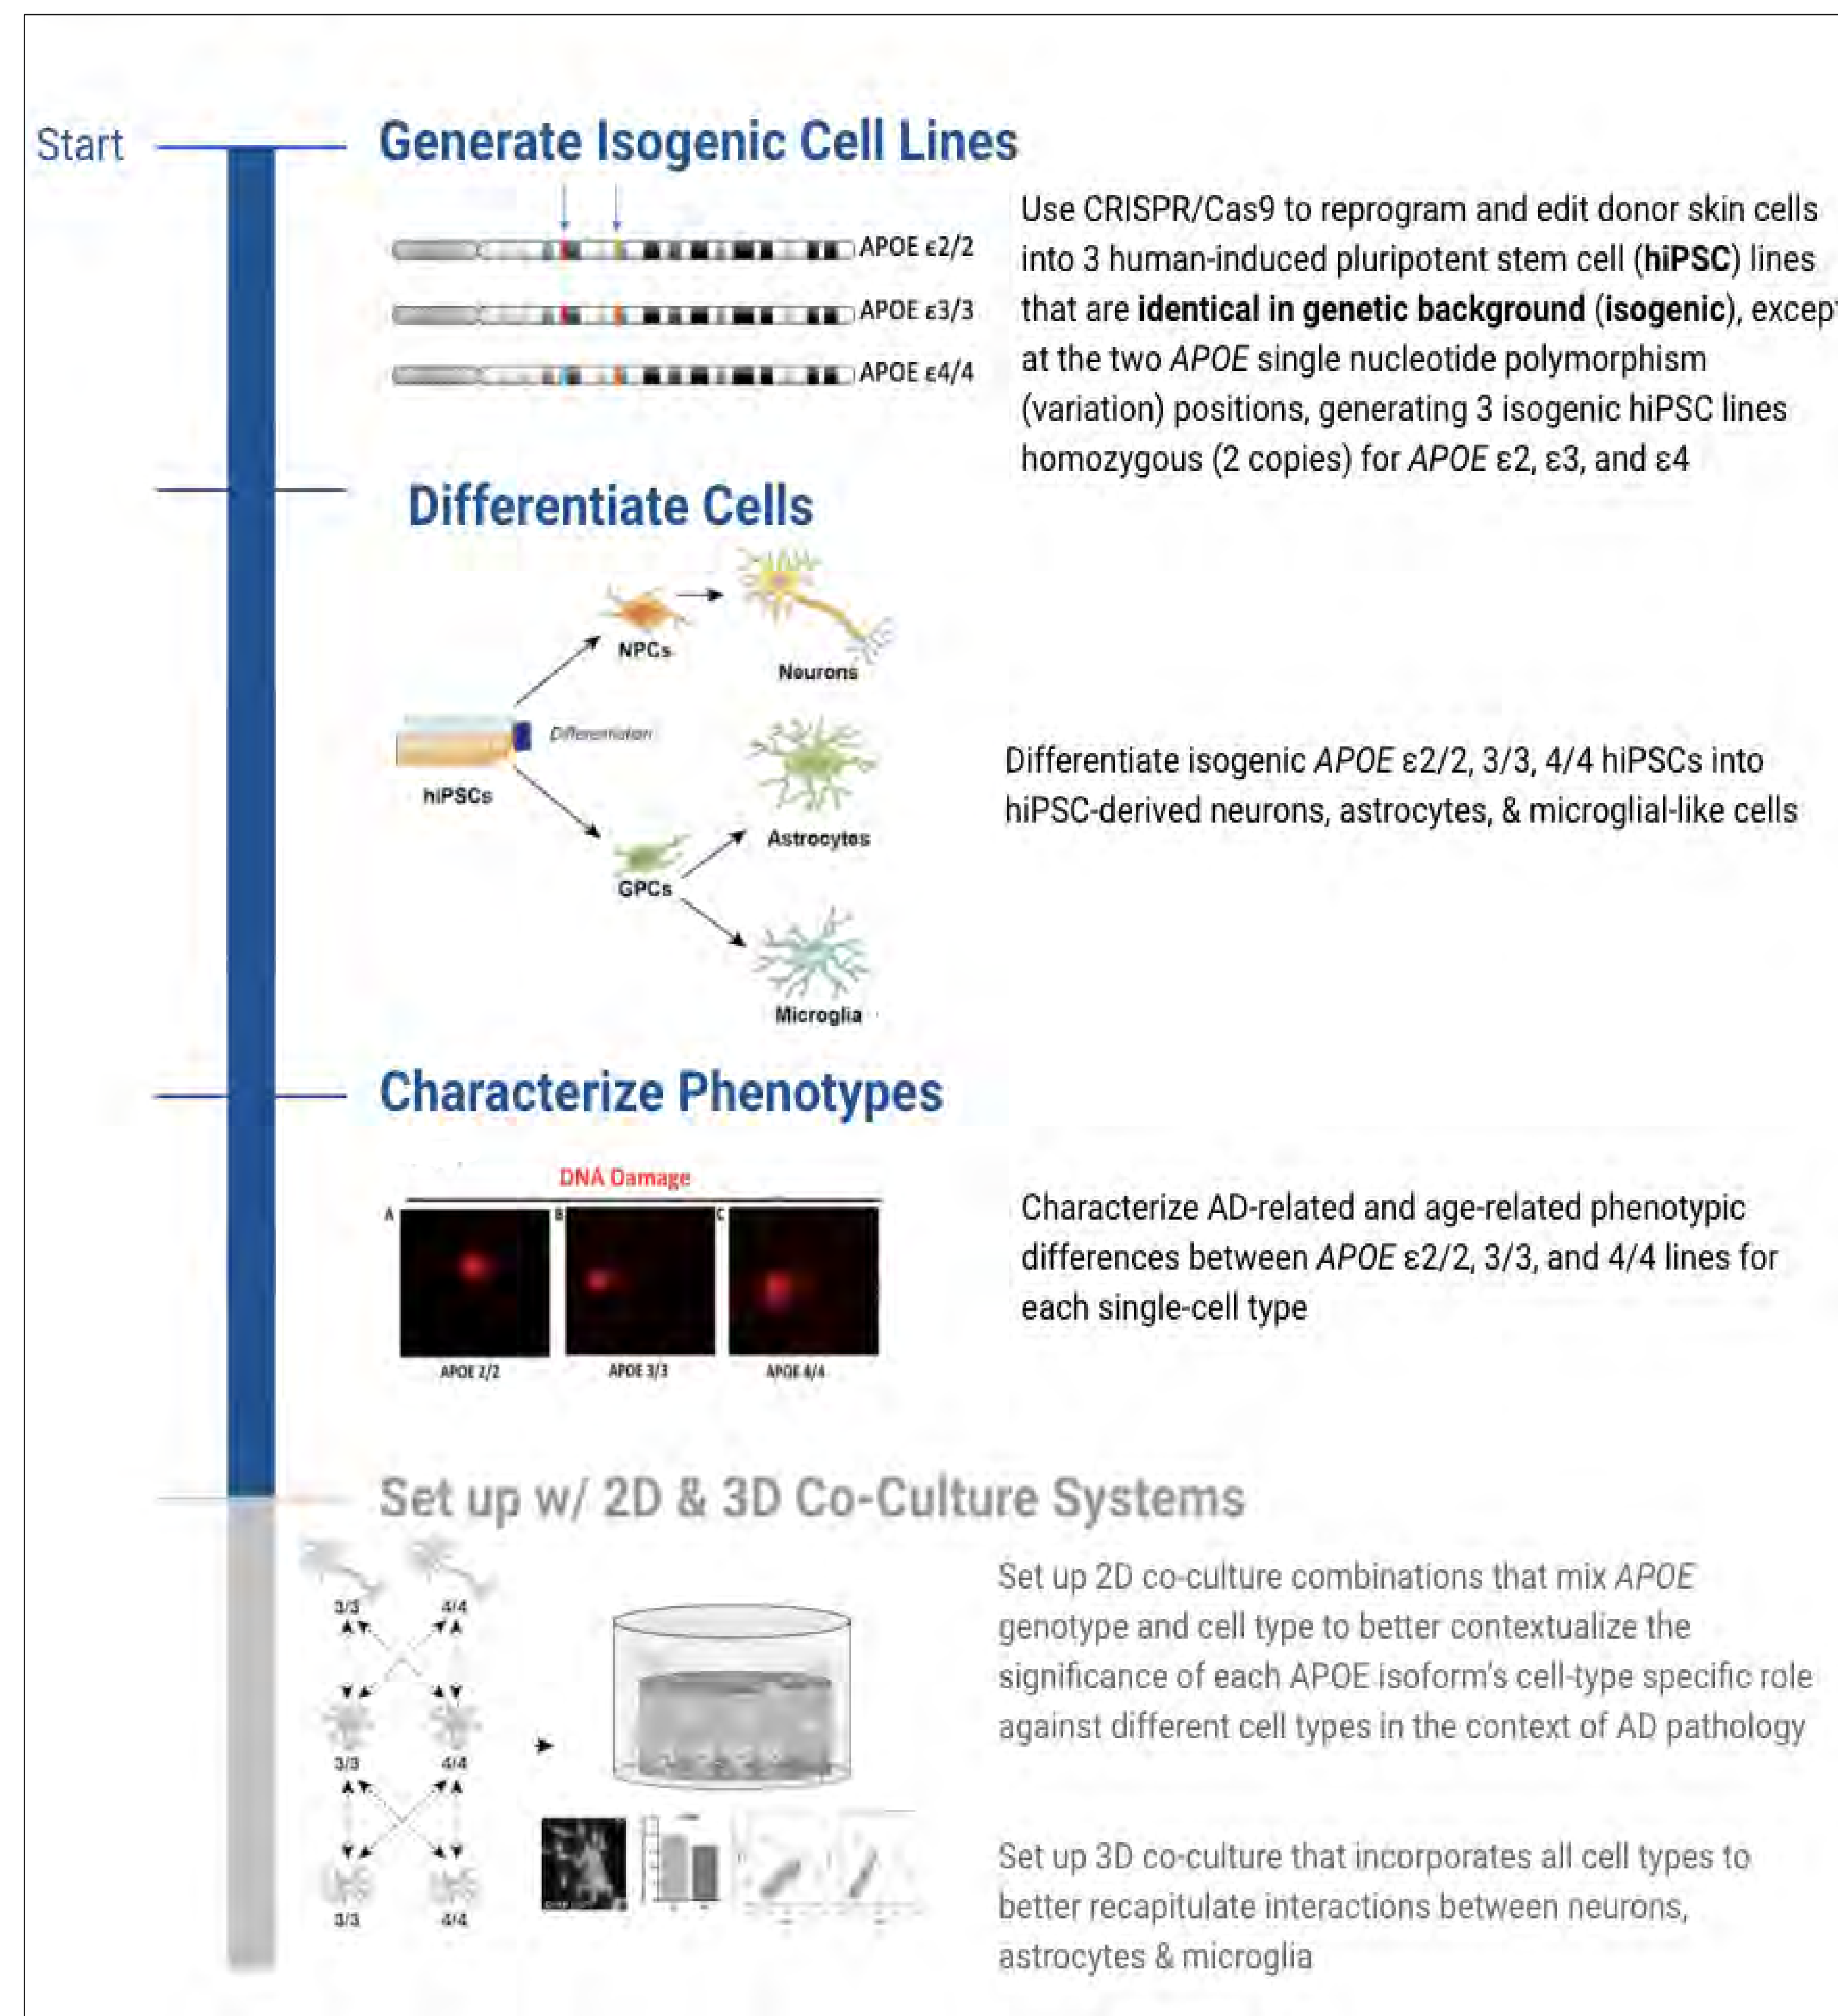 Start
Generate Isogenic Cell Lines
APOE ε2/2
APOE ε3/3
APOE ε4/4
Use CRISPR/Cas9 to reprogram and edit donor skin cells
into 3 human-induced pluripotent stem cell (hiPSC) lines
that are identical in genetic background (isogenic), excep
at the two APOE single nucleotide polymorphism
(variation) positions, generating 3 isogenic hiPSC lines
homozygous (2 copies) for APOE ε2, ε3, and ε4
Differentiate Cells
NPCs
Neurons
Differentiation
hiPSCs
Astrocytes
GPCs
Microglia
Differentiate isogenic APOE ε2/2, 3/3, 4/4 hiPSCs into
hiPSC-derived neurons, astrocytes, & microglial-like cells
Characterize Phenotypes
DNA Damage
A
B
C
APOE 2/2
APOE 3/3
APOE 4/4
Characterize AD-related and age-related phenotypic
differences between APOE ε2/2, 3/3, and 4/4 lines for
each single-cell type
Set up w/ 2D & 3D Co-Culture Systems
3/3
4/4
3/3
4/4
3/3
4/4
Set up 2D co-culture combinations that mix APOE
genotype and cell type to better contextualize the
significance of each APOE isoform's cell-type specific role
against different cell types in the context of AD pathology
Set up 3D co-culture that incorporates all cell types to
better recapitulate interactions between neurons,
astrocytes & microglia